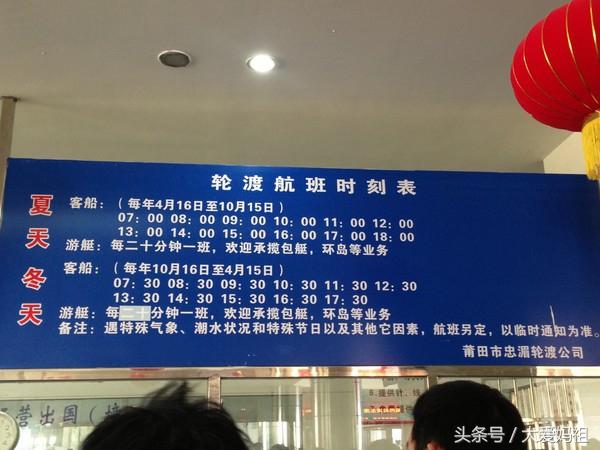 轮渡航班时刻表
夏天
客船：（每年4月16日至10月15日）
07：00 08：00 09：00 10：00 11：00 12：00
13：00 14：00 15：00 16：00 17：00 18：00
游艇：每二十分钟一班，欢迎承揽包艇，环岛等业务
冬天
客船：（每年10月16日至4月15日）
07：30 08：30 09：30 10：30 11：30 12：30
13：30 14：30 15：30 16：30 17：30
游艇：每二十分钟一班，欢迎承揽包艇，环岛等业务
备注：遇特殊气象、潮水状况和特殊节日以及其他它因素，航班另定，以临时通知为准。
莆田市忠湄轮渡公司
营出国（
提供针、线
头条号 / 大爱妈祖